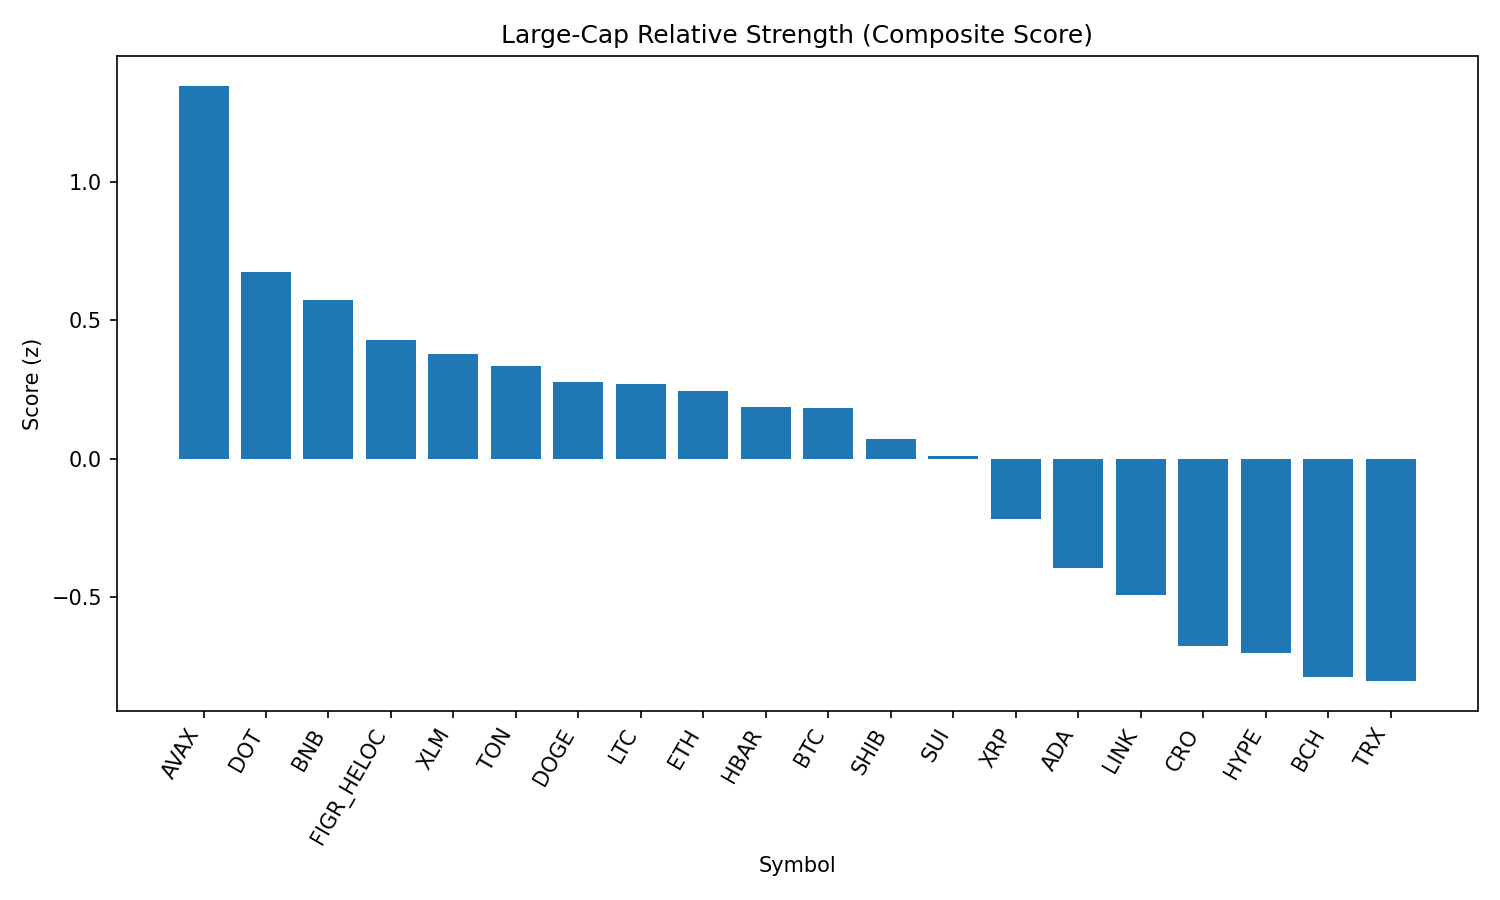 Large-Cap Relative Strength (Composite Score)
Score (z)
1.0
0.5
0.0
−0.5
AVAX
DOT
BNB
FIGR_HELOC
XLM
TON
DOGE
LTC
ETH
HBAR
BTC
SHIB
SUI
XRP
ADA
LINK
CRO
HYPE
BCH
TRX
Symbol